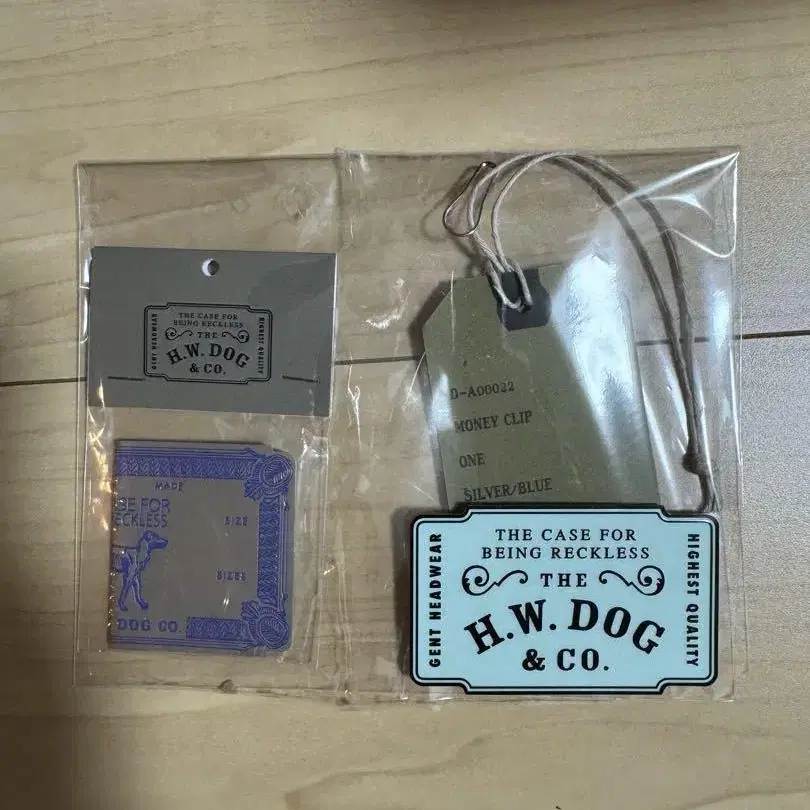 THE CASE FOR
BEING RECKLESS
THE
H.W. DOG
& CO.
GENT HEADWEAR
HIGHEST QUALITY
MADE
SE FOR
ECKLESS
SIZE
SIZES
DOG CO.
D-A00022
MONEY CLIP
ONE
SILVER/BLUE
THE CASE FOR
BEING RECKLESS
THE
H.W. DOG
& CO.
GENT HEADWEAR
HIGHEST QUALITY